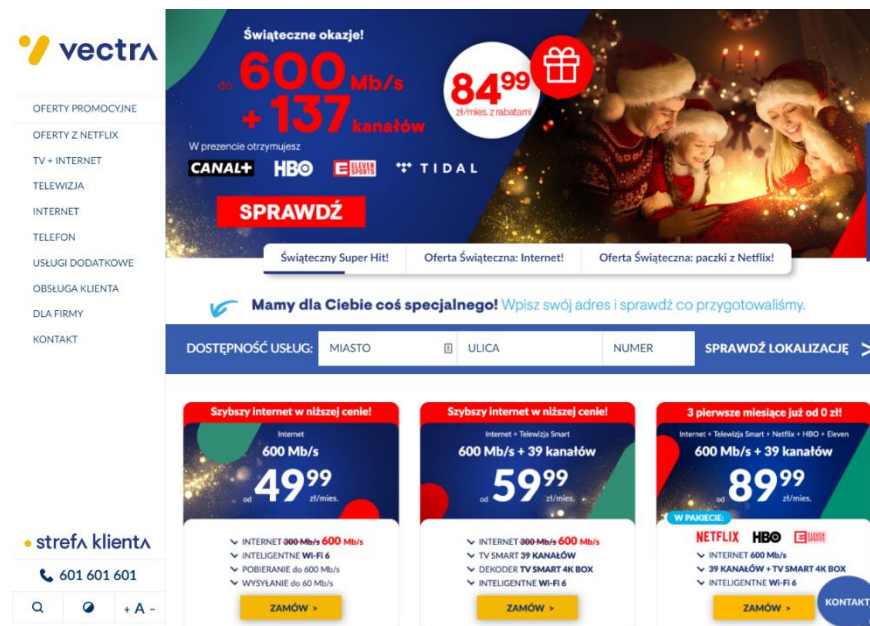 vectra
OFERTY PROMOCYJNE
OFERTY Z NETFLIX
TV + INTERNET
TELEWIZJA
INTERNET
TELEFON
USŁUGI DODATKOWE
OBSŁUGA KLIENTA
DLA FIRMY
KONTAKT
strefa klienta
601 601 601
+ A -
Świąteczne okazje!
do 600 Mb/s
+ 137 kanałów
84⁹⁹
zł/mies. z rabatami
W prezencie otrzymujesz
CANAL+ HBO ELEVEN SPORTS TIDAL
SPRAWDŹ
Świąteczny Super Hit! Oferta Świąteczna: Internet! Oferta Świąteczna: paczki z Netflix!
Mamy dla Ciebie coś specjalnego! Wpisz swój adres i sprawdź co przygotowaliśmy.
DOSTĘPNOŚĆ USŁUG: MIASTO ULICA NUMER SPRAWDŹ LOKALIZACJĘ >
Szybszy internet w niższej cenie!
Internet
600 Mb/s
od 49⁹⁹ zł/mies.
INTERNET 300 Mb/s 600 Mb/s
INTELIGENTNE WI-FI 6
POBIERANIE do 600 Mb/s
WYSYŁANIE do 60 Mb/s
ZAMÓW >
Szybszy internet w niższej cenie!
Internet + Telewizja Smart
600 Mb/s + 39 kanałów
od 59⁹⁹ zł/mies.
INTERNET 300 Mb/s 600 Mb/s
TV SMART 39 KANAŁÓW
DEKODER TV SMART 4K BOX
INTELIGENTNE WI-FI 6
ZAMÓW >
3 pierwsze miesiące już od 0 zł!
Internet + Telewizja Smart + Netflix + HBO + Eleven
600 Mb/s + 39 kanałów
od 89⁹⁹ zł/mies.
W PAKIECIE:
NETFLIX HBO ELEVEN SPORTS
INTERNET 600 Mb/s
39 KANAŁÓW + TV SMART 4K BOX
INTELIGENTNE WI-FI 6
ZAMÓW >
KONTAKT